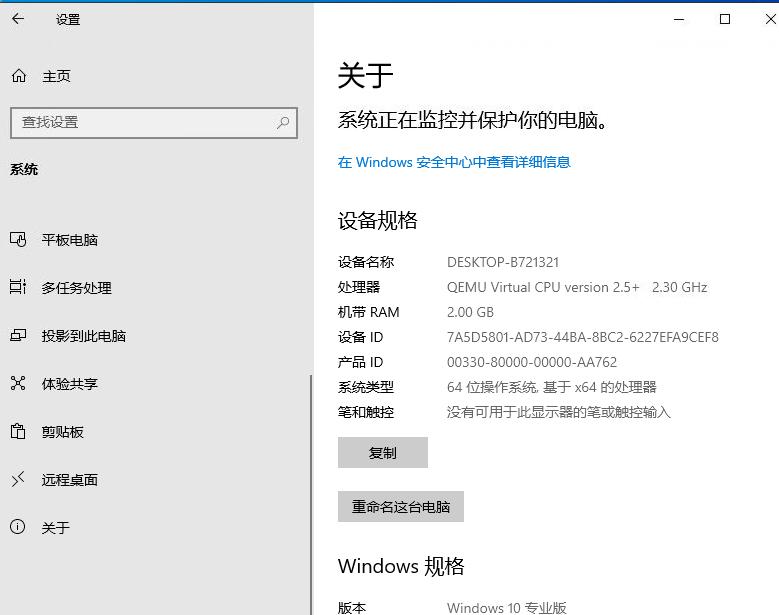 设置
主页
查找设置
系统
平板电脑
多任务处理
投影到此电脑
体验共享
剪贴板
远程桌面
关于
关于
系统正在监控并保护你的电脑。
在 Windows 安全中心中查看详细信息
设备规格
设备名称 DESKTOP-B721321
处理器 QEMU Virtual CPU version 2.5+ 2.30 GHz
机带 RAM 2.00 GB
设备 ID 7A5D5801-AD73-44BA-8BC2-6227EFA9CEF8
产品 ID 00330-80000-00000-AA762
系统类型 64 位操作系统, 基于 x64 的处理器
笔和触控 没有可用于此显示器的笔或触控输入
复制
重命名这台电脑
Windows 规格
版本 Windows 10 专业版